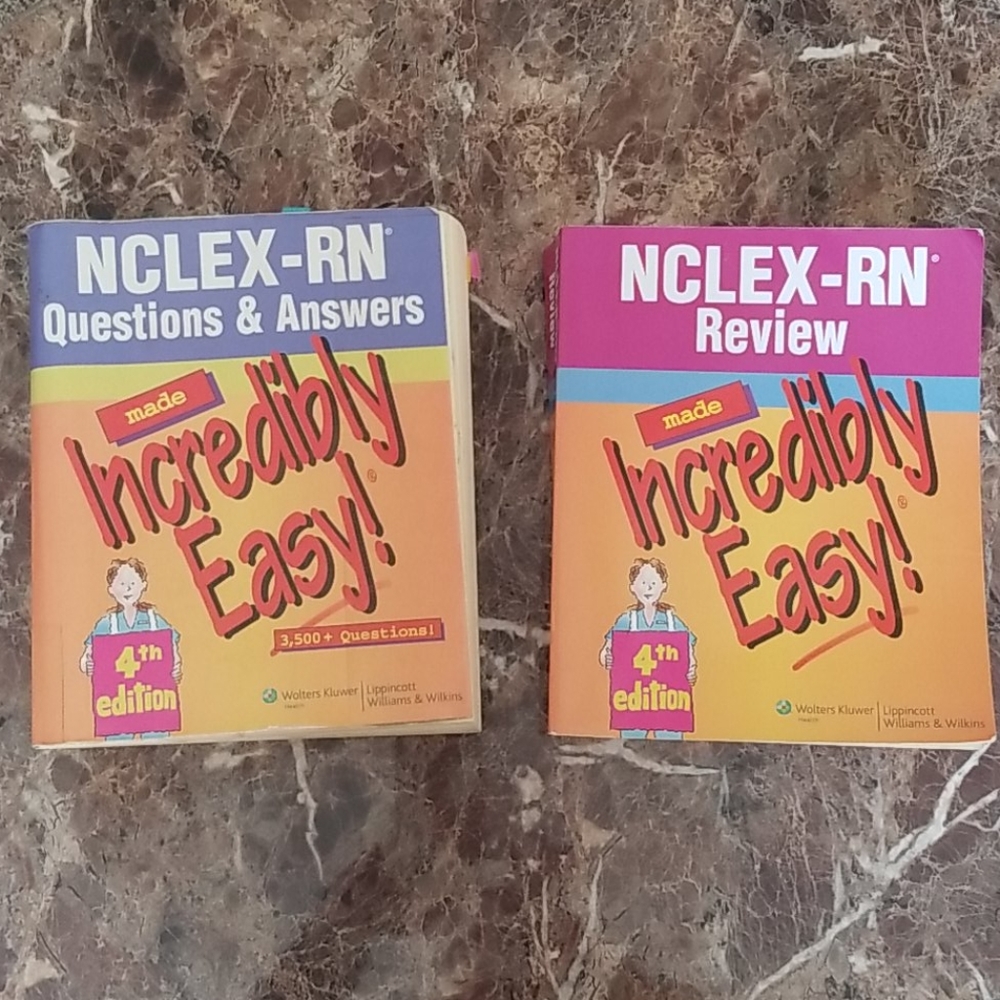 NCLEX-RN®
Questions & Answers
made
Incredibly
Easy!®
3,500+ Questions!
4th
edition
Wolters Kluwer
Lippincott
Williams & Wilkins
NCLEX-RN®
Review
made
Incredibly
Easy!®
4th
edition
Wolters Kluwer
Lippincott
Williams & Wilkins
Review